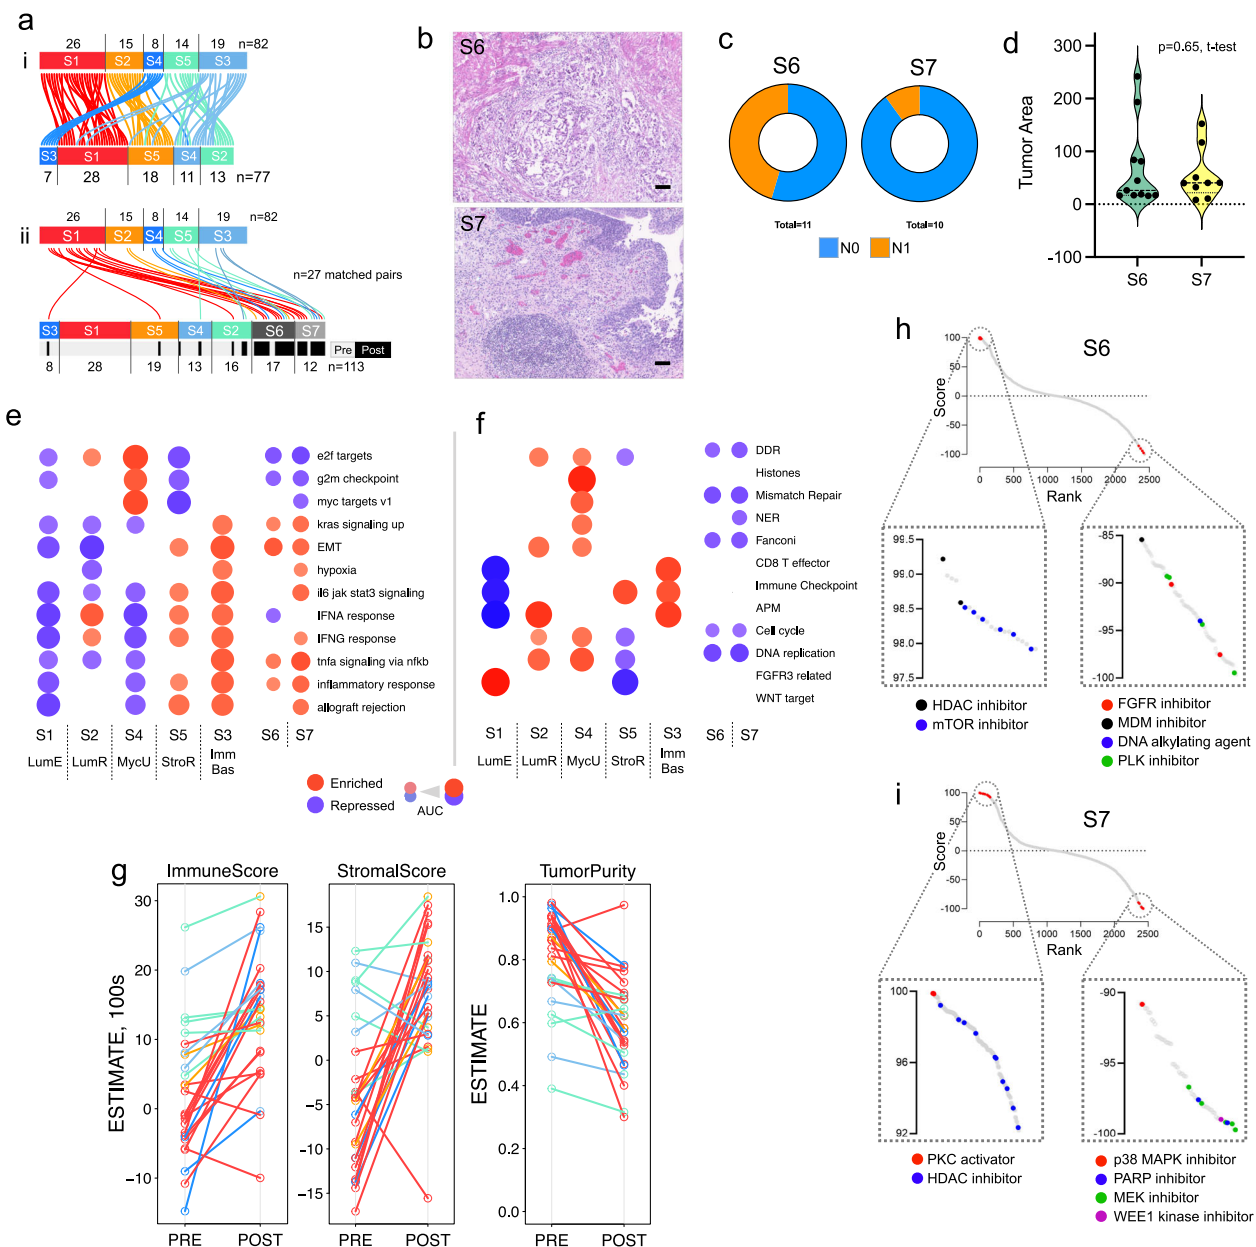 a
26 15 8 14 19 n=82
i
S1 S2 S4 S5 S3
S3 S1 S5 S4 S2
7 28 18 11 13 n=77
26 15 8 14 19 n=82
ii
S1 S2 S4 S5 S3
n=27 matched pairs
S3 S1 S5 S4 S2 S6 S7
Pre Post
8 28 19 13 16 17 12 n=113
b
S6
S7
c
S6 S7
Total=11 Total=10
N0 N1
d
p=0.65, t-test
Tumor Area
300
200
100
0
-100
S6 S7
e
e2f targets
g2m checkpoint
myc targets v1
kras signaling up
EMT
hypoxia
il6 jak stat3 signaling
IFNA response
IFNG response
tnfa signaling via nfkb
inflammatory response
allograft rejection
S1 S2 S4 S5 S3 S6 S7
LumE LumR MycU StroR Imm
Bas
Enriched
Repressed
AUC
f
DDR
Histones
Mismatch Repair
NER
Fanconi
CD8 T effector
Immune Checkpoint
APM
Cell cycle
DNA replication
FGFR3 related
WNT target
S1 S2 S4 S5 S3 S6 S7
LumE LumR MycU StroR Imm
Bas
g
ImmuneScore
ESTIMATE, 100s
30
20
10
0
−10
PRE POST
StromalScore
15
10
5
0
−5
−10
−15
PRE POST
TumorPurity
ESTIMATE
1.0
0.8
0.6
0.4
0.2
0.0
PRE POST
h
S6
Score
100
50
0
-50
-100
0 500 1000 1500 2000 2500
Rank
99.5
99.0
98.5
98.0
97.5
HDAC inhibitor
mTOR inhibitor
-85
-90
-95
-100
FGFR inhibitor
MDM inhibitor
DNA alkylating agent
PLK inhibitor
i
S7
Score
100
50
0
-50
-100
0 500 1000 1500 2000 2500
Rank
100
96
92
PKC activator
HDAC inhibitor
-90
-95
-100
p38 MAPK inhibitor
PARP inhibitor
MEK inhibitor
WEE1 kinase inhibitor